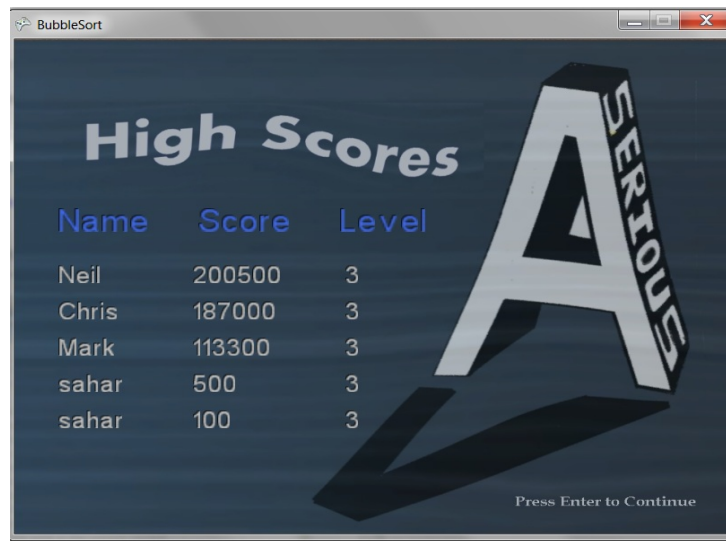 BubbleSort
High Scores
A
SERIOUS
Name Score Level
Neil 200500 3
Chris 187000 3
Mark 113300 3
sahar 500 3
sahar 100 3
Press Enter to Continue